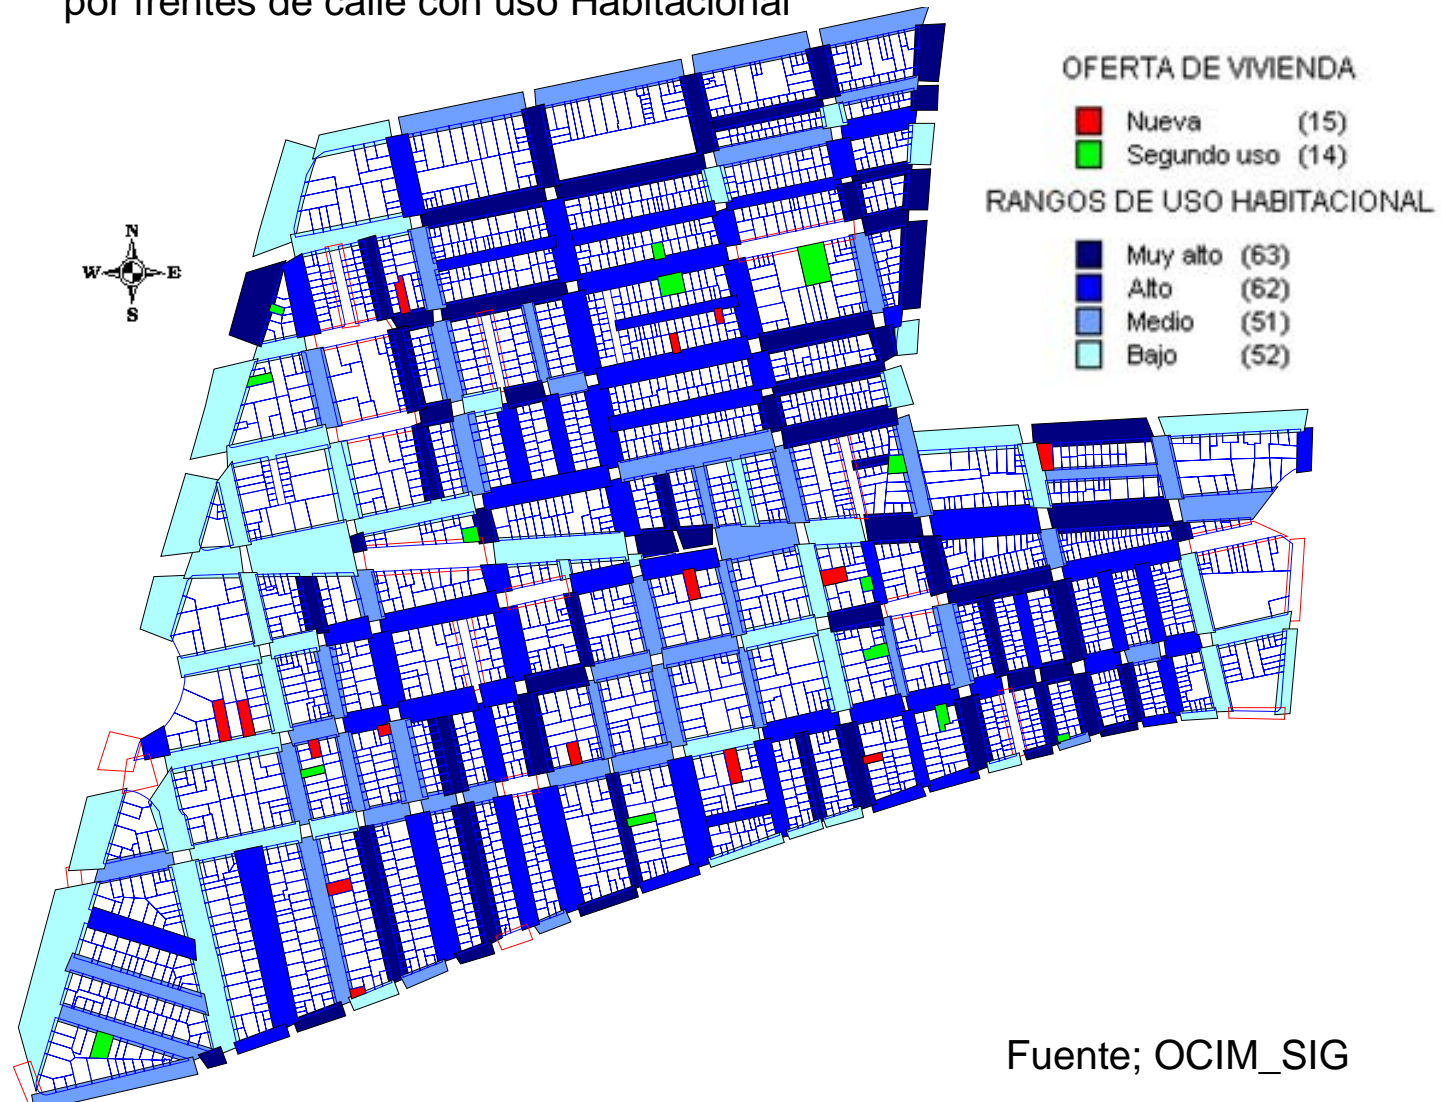 por frentes de calle con uso Habitacional
OFERTA DE VIVIENDA
Nueva (15)
Segundo uso (14)
RANGOS DE USO HABITACIONAL
Muy alto (63)
Alto (62)
Medio (51)
Bajo (52)
N
W E
S
Fuente; OCIM_SIG